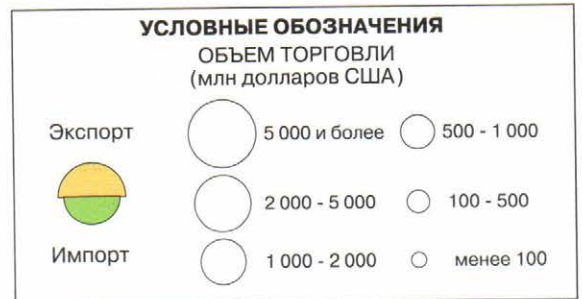 УСЛОВНЫЕ ОБОЗНАЧЕНИЯ
ОБЪЕМ ТОРГОВЛИ
(млн долларов США)
Экспорт
5 000 и более
500 - 1 000
2 000 - 5 000
100 - 500
Импорт
1 000 - 2 000
менее 100